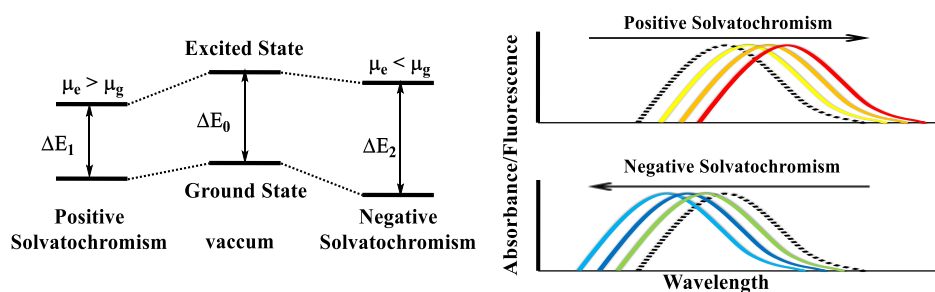 Excited State
μe > μg
μe < μg
ΔE0
ΔE1
ΔE2
Ground State
Positive
Solvatochromism
vaccum
Negative
Solvatochromism
Absorbance/Fluorescence
Positive Solvatochromism
Negative Solvatochromism
Wavelength